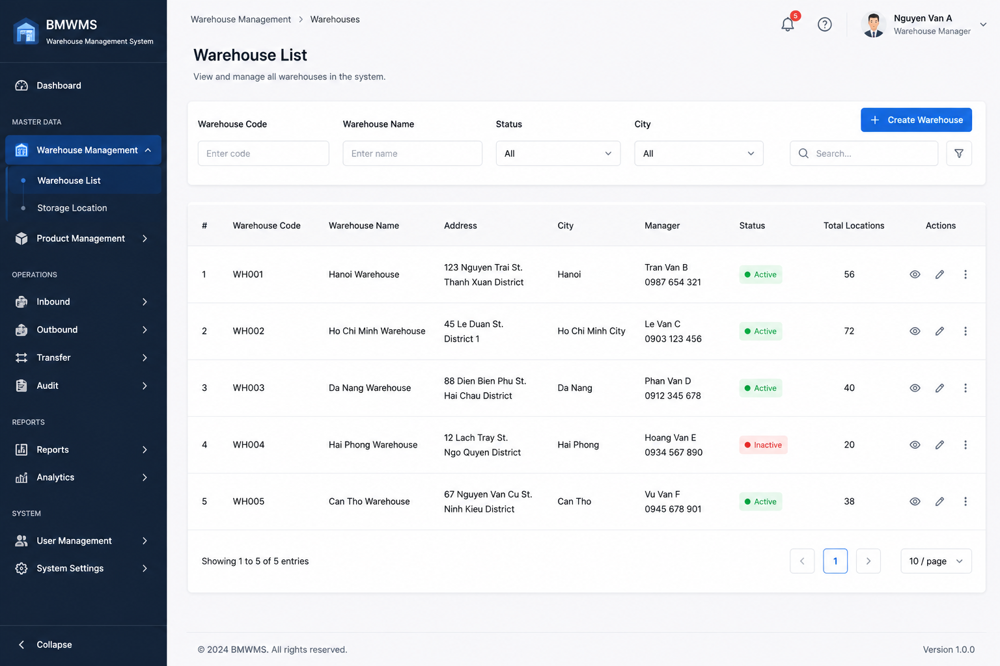 BMWMS
Warehouse Management System
Dashboard
MASTER DATA
Warehouse Management
Warehouse List
Storage Location
Product Management
OPERATIONS
Inbound
Outbound
Transfer
Audit
REPORTS
Reports
Analytics
SYSTEM
User Management
System Settings
Collapse
Warehouse Management > Warehouses
5
Nguyen Van A
Warehouse Manager
Warehouse List
View and manage all warehouses in the system.
Warehouse Code Warehouse Name Status City
+ Create Warehouse
Enter code Enter name All All Search...
# Warehouse Code Warehouse Name Address City Manager Status Total Locations Actions
1 WH001 Hanoi Warehouse 123 Nguyen Trai St. Hanoi Tran Van B Active 56
Thanh Xuan District 0987 654 321
2 WH002 Ho Chi Minh Warehouse 45 Le Duan St. Ho Chi Minh City Le Van C Active 72
District 1 0903 123 456
3 WH003 Da Nang Warehouse 88 Dien Bien Phu St. Da Nang Phan Van D Active 40
Hai Chau District 0912 345 678
4 WH004 Hai Phong Warehouse 12 Lach Tray St. Hai Phong Hoang Van E Inactive 20
Ngo Quyen District 0934 567 890
5 WH005 Can Tho Warehouse 67 Nguyen Van Cu St. Can Tho Vu Van F Active 38
Ninh Kieu District 0945 678 901
Showing 1 to 5 of 5 entries
1
10 / page
© 2024 BMWMS. All rights reserved.
Version 1.0.0